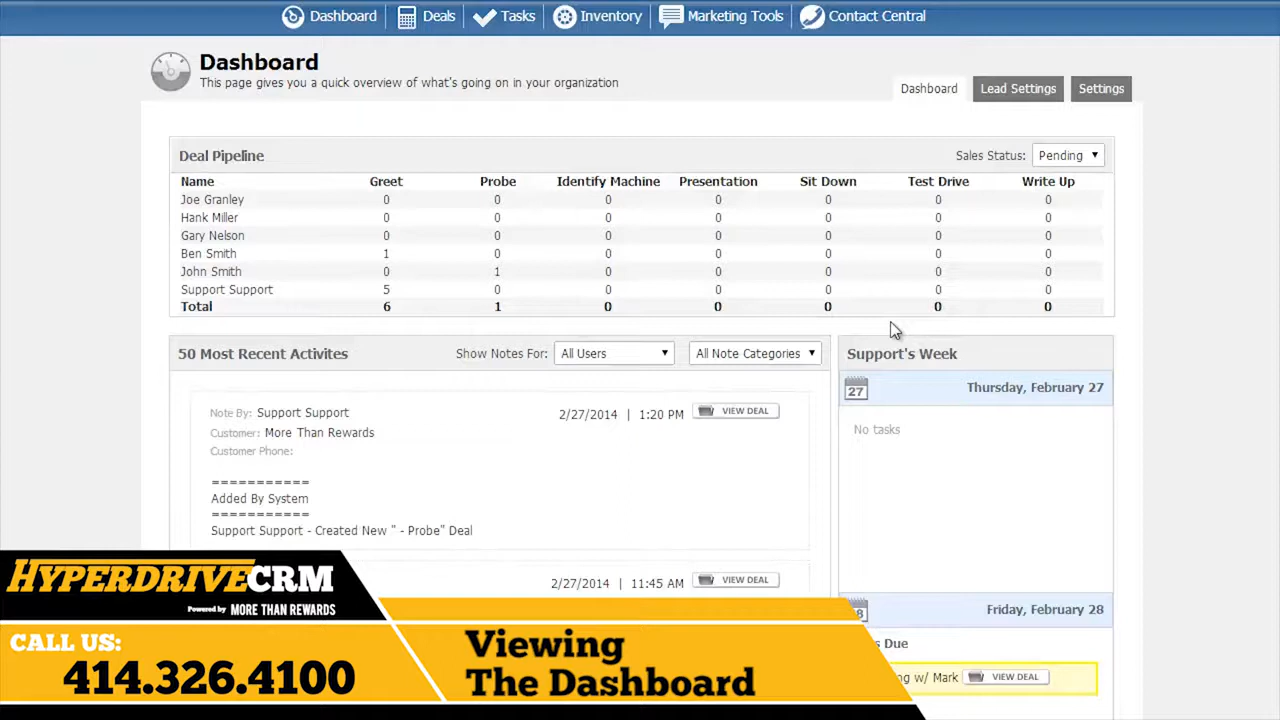 Dashboard Deals Tasks Inventory Marketing Tools Contact Central
Dashboard
This page gives you a quick overview of what's going on in your organization
Dashboard Lead Settings Settings
Deal Pipeline Sales Status: Pending
Name Greet Probe Identify Machine Presentation Sit Down Test Drive Write Up
Joe Granley 0 0 0 0 0 0 0
Hank Miller 0 0 0 0 0 0 0
Gary Nelson 0 0 0 0 0 0 0
Ben Smith 1 0 0 0 0 0 0
John Smith 0 1 0 0 0 0 0
Support Support 5 0 0 0 0 0 0
Total 6 1 0 0 0 0 0
50 Most Recent Activites Show Notes For: All Users All Note Categories
Note By: Support Support 2/27/2014 | 1:20 PM VIEW DEAL
Customer: More Than Rewards
Customer Phone:
===========
Added By System
===========
Support Support - Created New " - Probe" Deal
2/27/2014 | 11:45 AM VIEW DEAL
Support's Week
27 Thursday, February 27
No tasks
Friday, February 28
Due
w/ Mark VIEW DEAL
HYPERDRIVECRM
Powered by MORE THAN REWARDS
CALL US:
414.326.4100
Viewing
The Dashboard